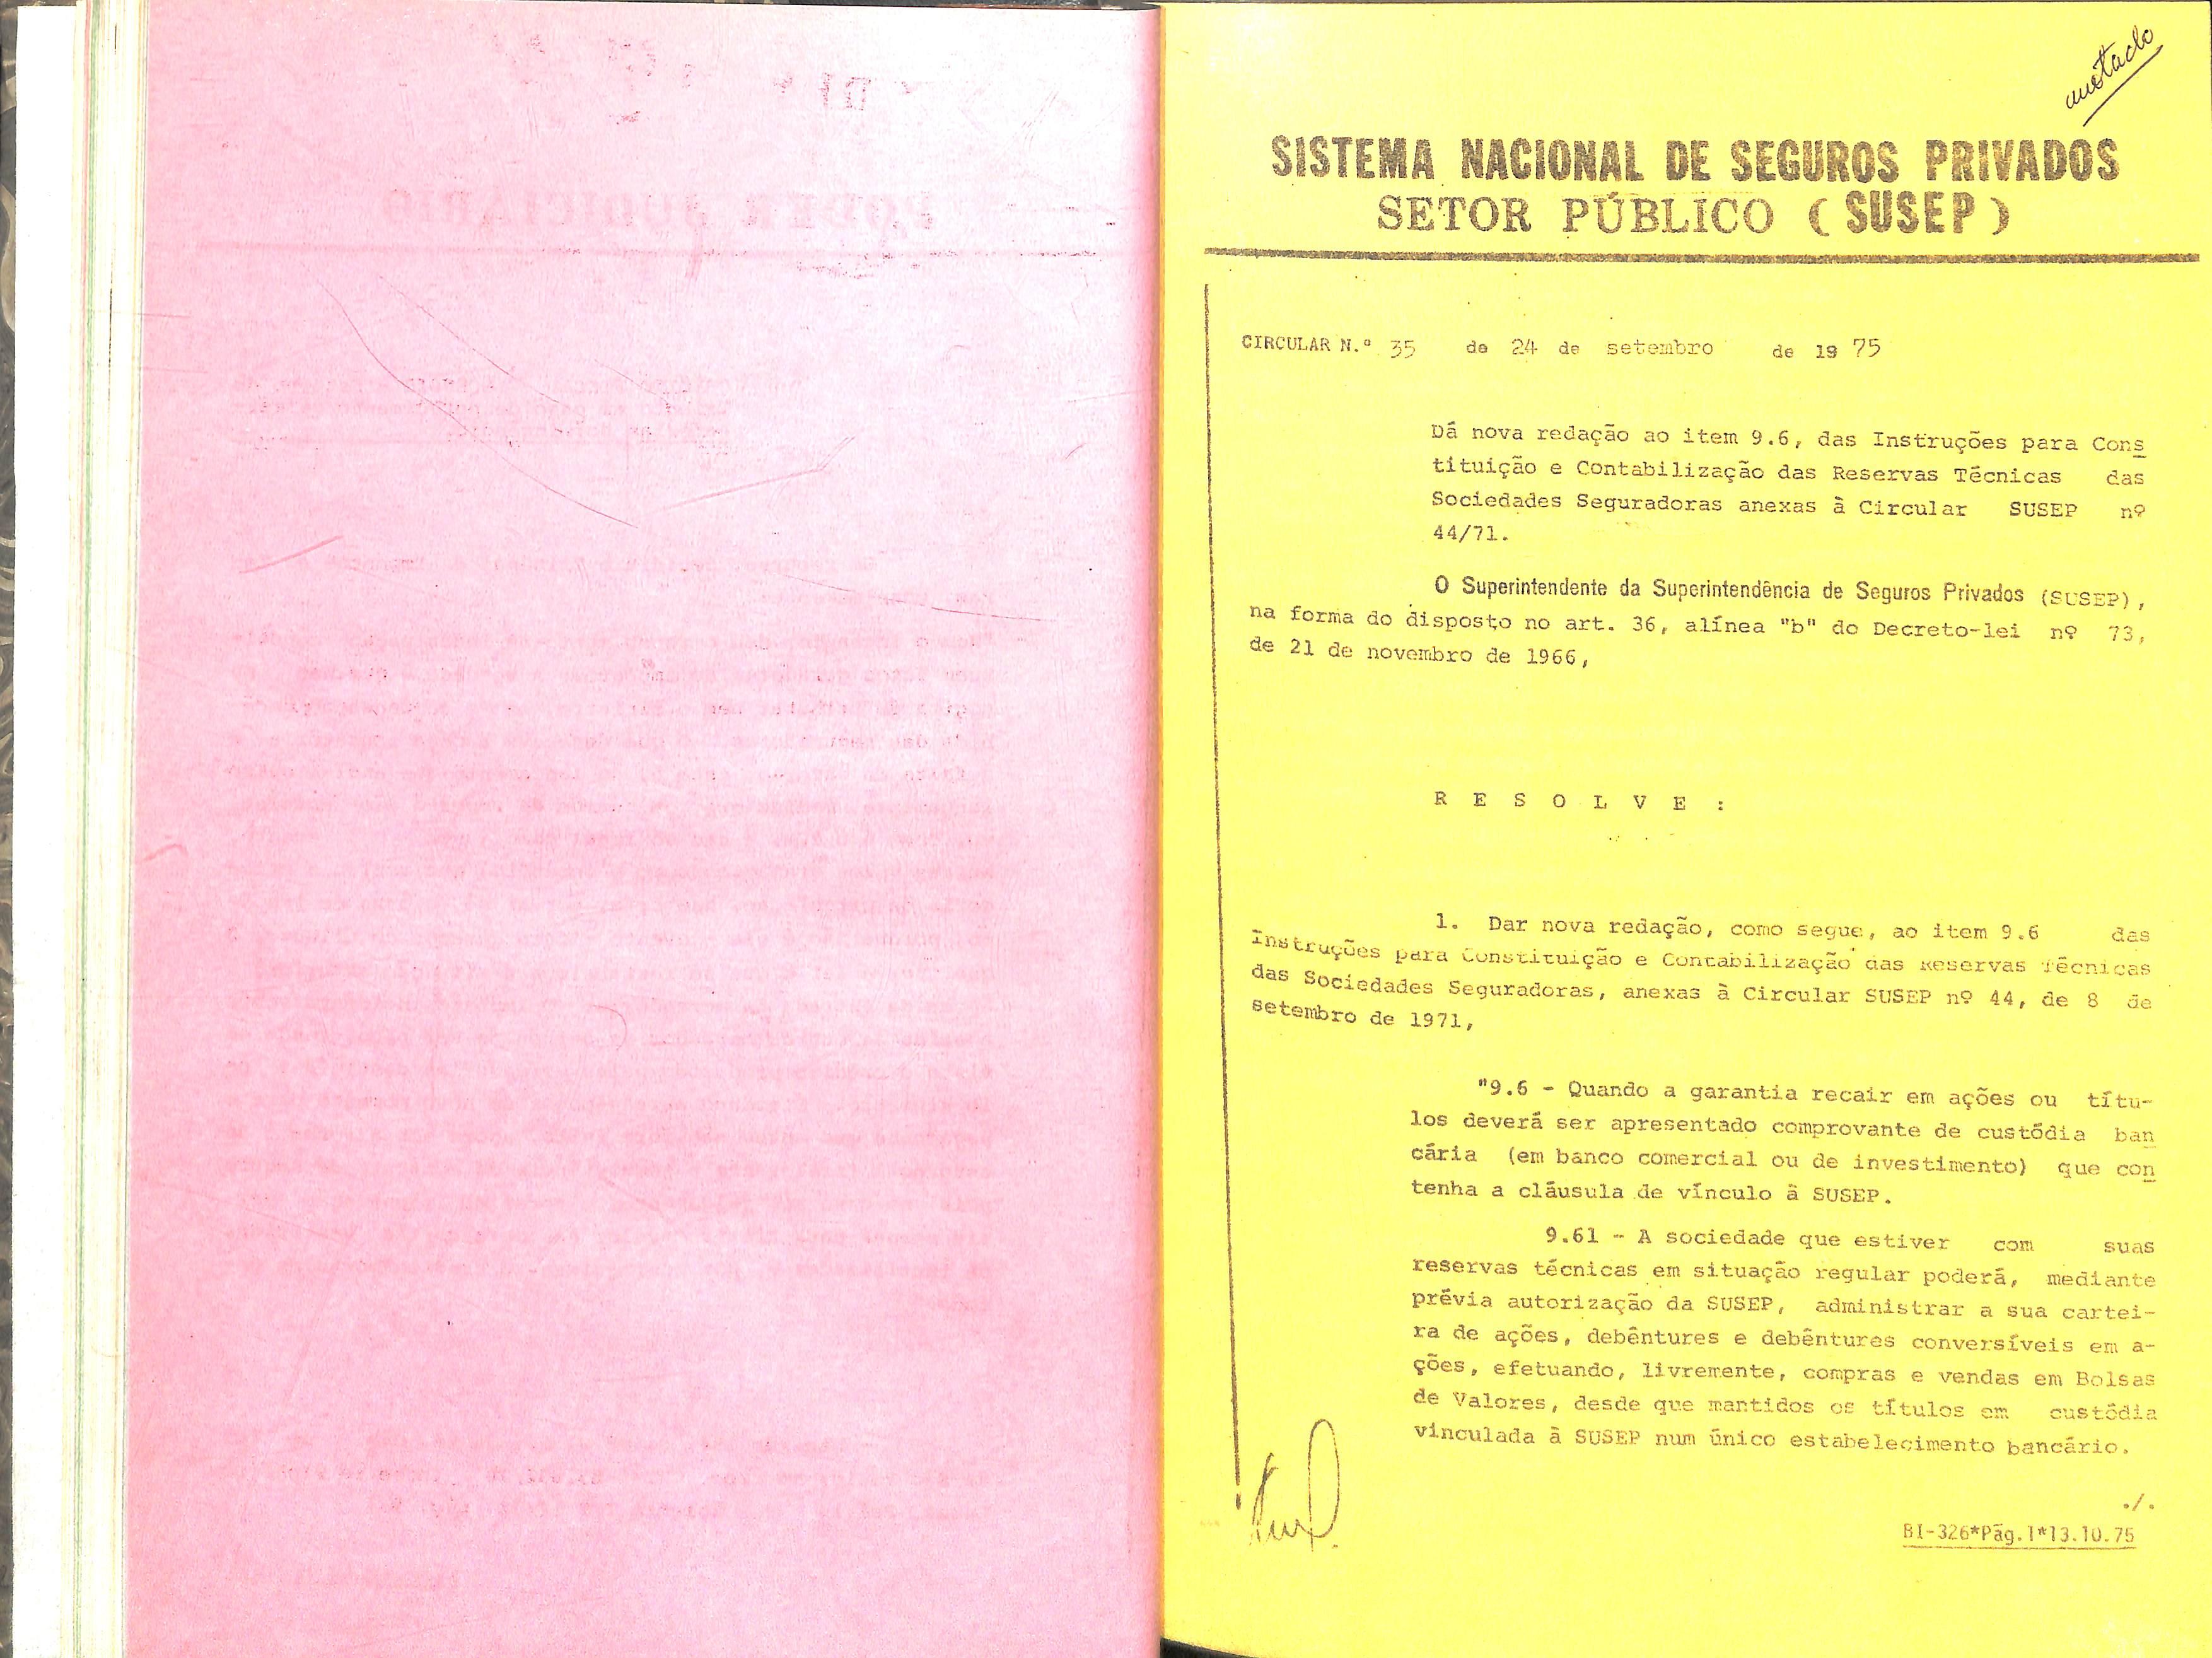 anotado
SISTEMA NACIONAL DE SEGUROS PRIVADOS
SETOR PÚBLICO (SUSEP)
CIRCULAR N.º 35 de 24 de setembro de 1975
Dá nova redação ao item 9.6, das Instruções para Cons
tituição e Contabilização das Reservas Técnicas das
Sociedades Seguradoras anexas à Circular SUSEP nº
44/71.
O Superintendente da Superintendência de Seguros Privados (SUSEP),
na forma do disposto no art. 36, alínea "b" do Decreto-lei nº 73,
de 21 de novembro de 1966,
R E S O L V E :
1. Dar nova redação, como segue, ao item 9.6 das
Instruções para Constituição e Contabilização das Reservas Técnicas
das Sociedades Seguradoras, anexas à Circular SUSEP nº 44, de 8 de
setembro de 1971,
"9.6 - Quando a garantia recair em ações ou títu-
los deverá ser apresentado comprovante de custódia ban
cária (em banco comercial ou de investimento) que con
tenha a cláusula de vínculo à SUSEP.
9.61 - A sociedade que estiver com suas
reservas técnicas em situação regular poderá, mediante
prévia autorização da SUSEP, administrar a sua cartei-
ra de ações, debêntures e debêntures conversíveis em a-
ções, efetuando, livremente, compras e vendas em Bolsas
de Valores, desde que mantidos os títulos em custódia
vinculada à SUSEP num único estabelecimento bancário.
./.
BI-326*Pág.1*13.10.75